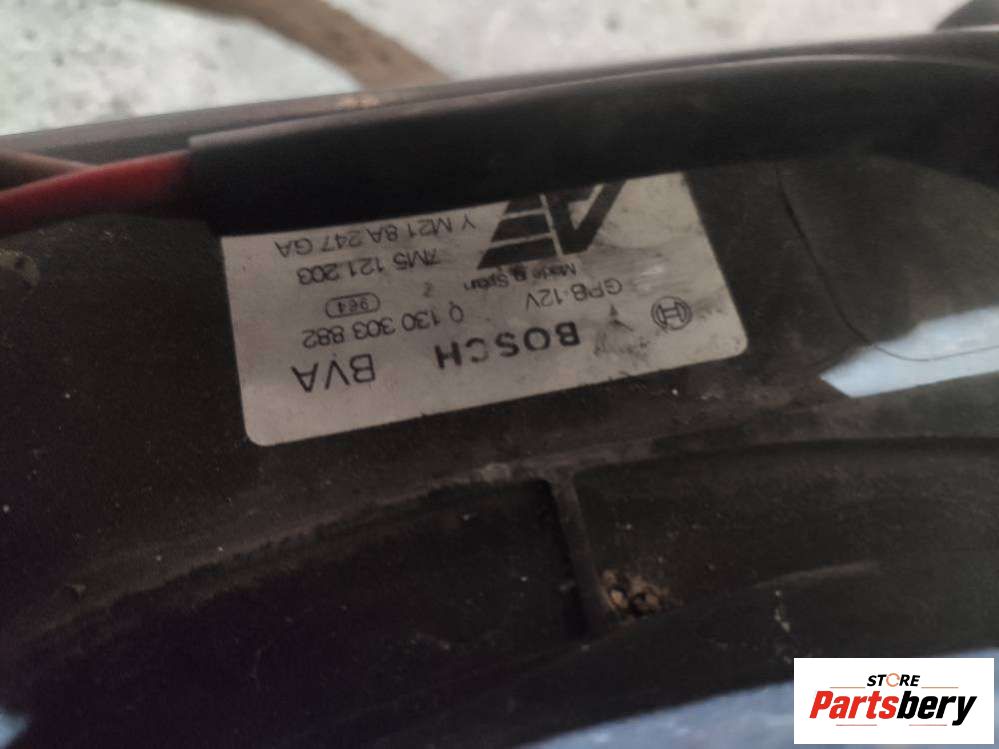 BVA
BOSCH
0 130 303 882
964
GPB-12V
7M5 121 203
Made in Spain
YM21 8A 247 GA
STORE
Partsbery